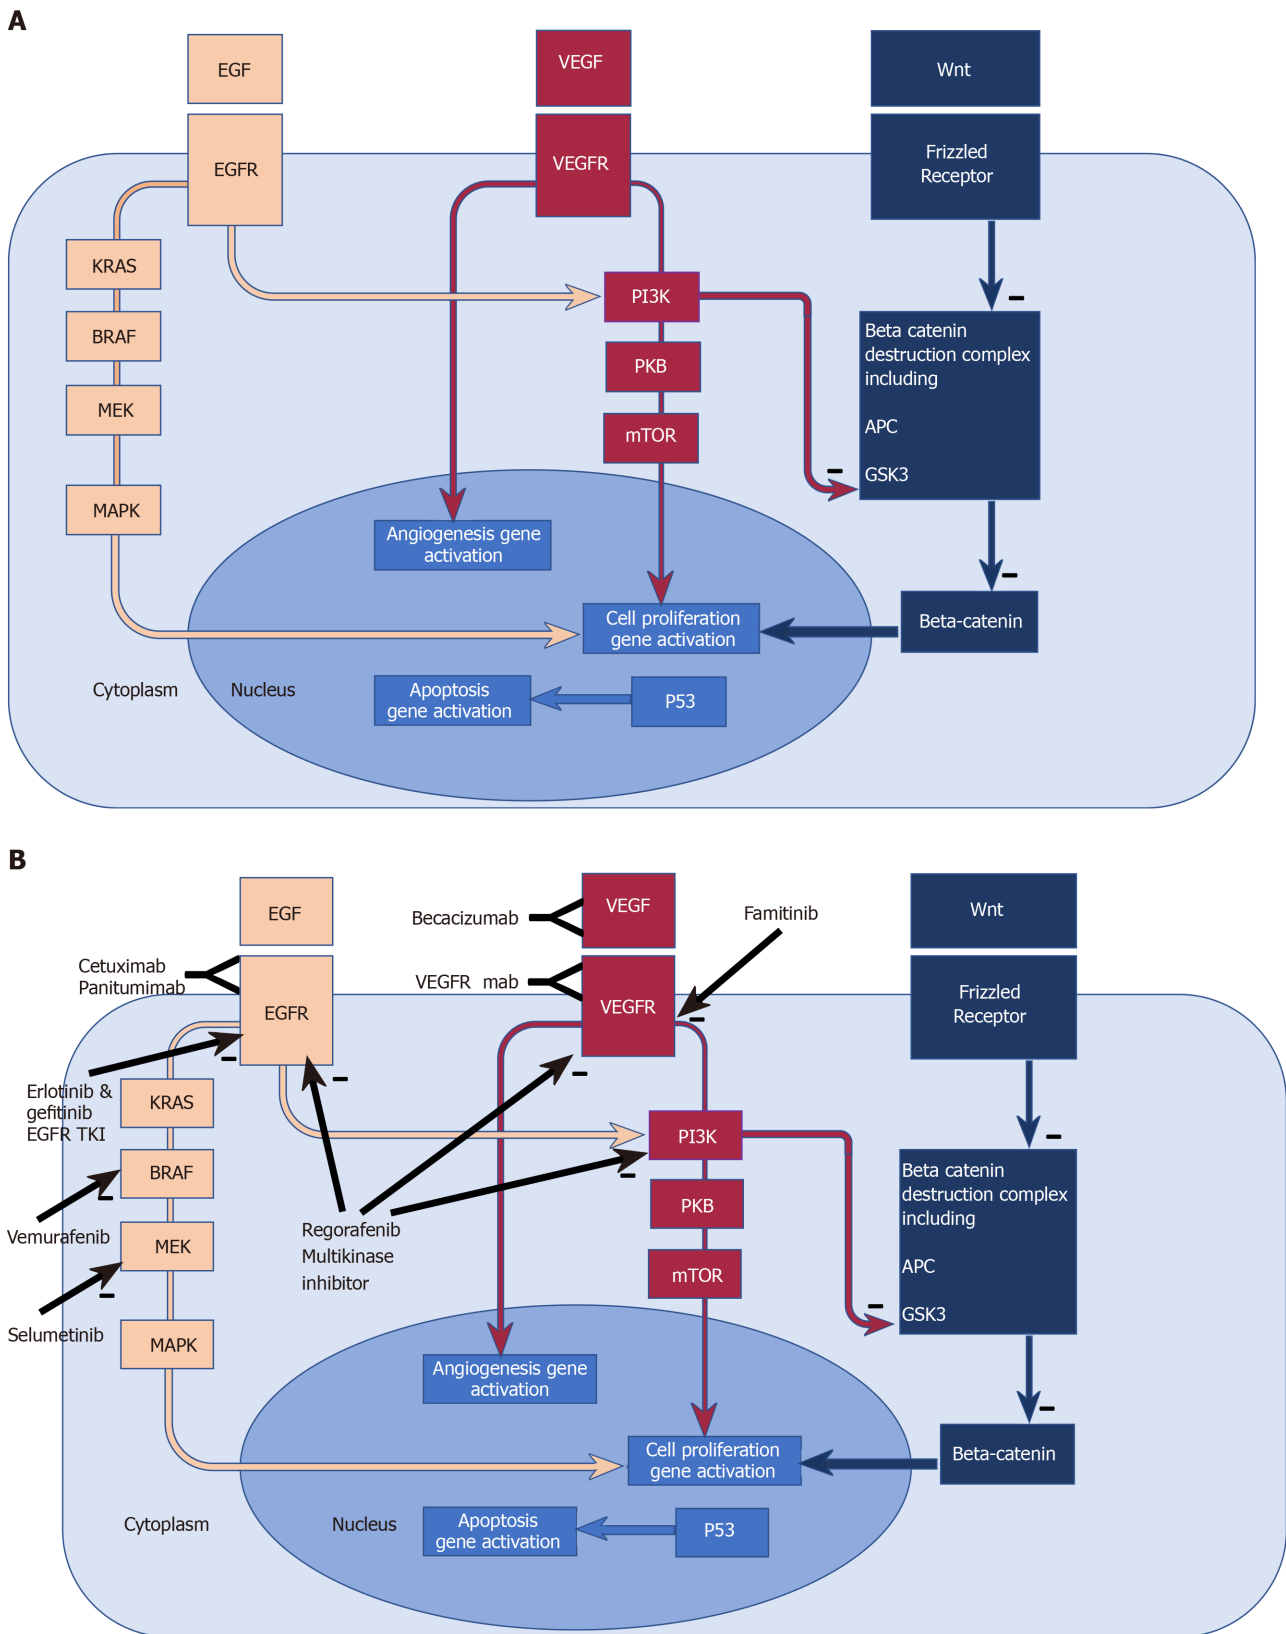 A
EGF
VEGF
Wnt
EGFR
VEGFR
Frizzled
Receptor
KRAS
PI3K
BRAF
Beta catenin
destruction complex
including
PKB
MEK
APC
mTOR
GSK3
MAPK
Angiogenesis gene
activation
Cell proliferation
gene activation
Beta-catenin
Cytoplasm
Nucleus
Apoptosis
gene activation
P53
B
EGF
VEGF
Wnt
Becacizumab
Famitinib
Cetuximab
Panitumimab
VEGFR mab
EGFR
VEGFR
Frizzled
Receptor
Erlotinib &
gefitinib
EGFR TKI
KRAS
PI3K
BRAF
Beta catenin
destruction complex
including
PKB
Vemurafenib
Regorafenib
Multikinase
inhibitor
MEK
APC
mTOR
GSK3
Selumetinib
MAPK
Angiogenesis gene
activation
Cell proliferation
gene activation
Beta-catenin
Cytoplasm
Nucleus
Apoptosis
gene activation
P53